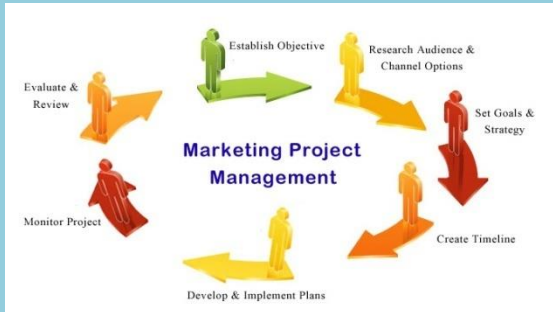 Establish Objective
Research Audience &
Channel Options
Set Goals &
Strategy
Create Timeline
Develop & Implement Plans
Monitor Project
Evaluate &
Review
Marketing Project
Management